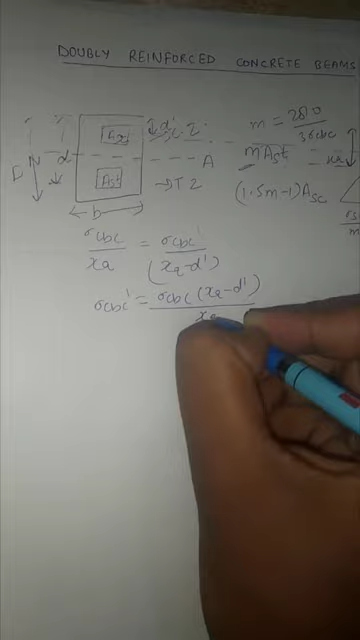 DOUBLY REINFORCED CONCRETE BEAMS
m = 280/3σcbc
Asc d' C.Z.
D d N A mAst xa
Ast → T Z (1.5m-1)Asc
b
σcbc/xa = σcbc'/(xa-d')
σcbc' = σcbc(xa-d')/xa